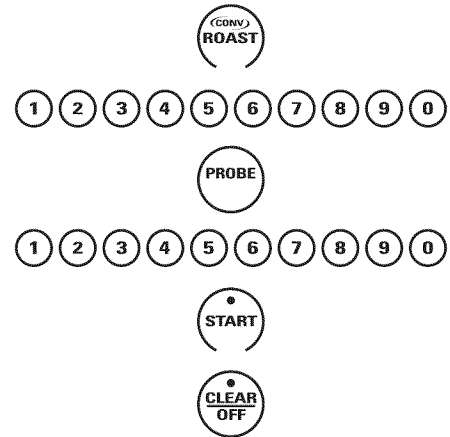 CONV
ROAST
1 2 3 4 5 6 7 8 9 0
PROBE
1 2 3 4 5 6 7 8 9 0
START
CLEAR
OFF